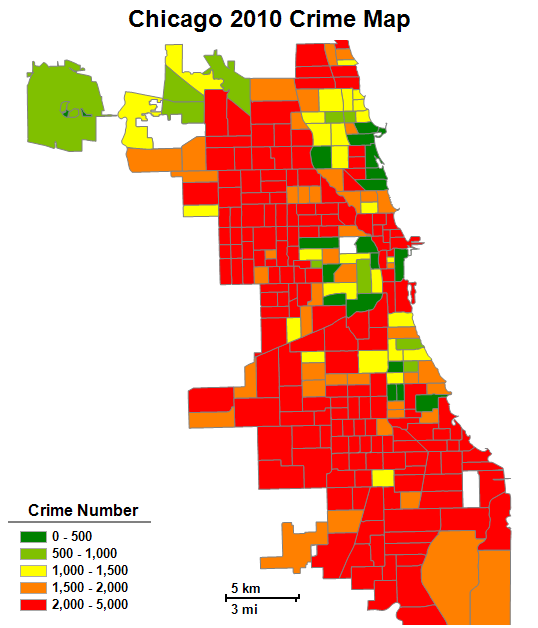 Chicago 2010 Crime Map
Crime Number
0 - 500
500 - 1,000
1,000 - 1,500
1,500 - 2,000
2,000 - 5,000
5 km
3 mi